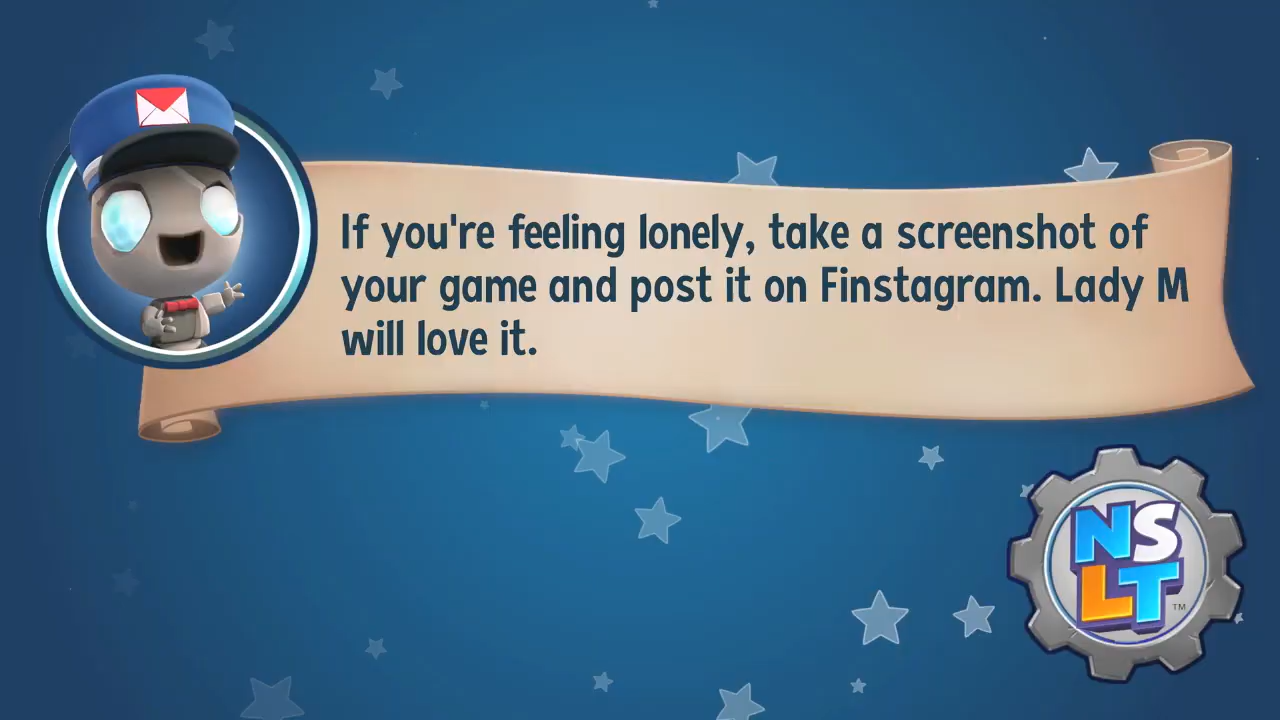 If you're feeling lonely, take a screenshot of
your game and post it on Finstagram. Lady M
will love it.
NS
LT
TM